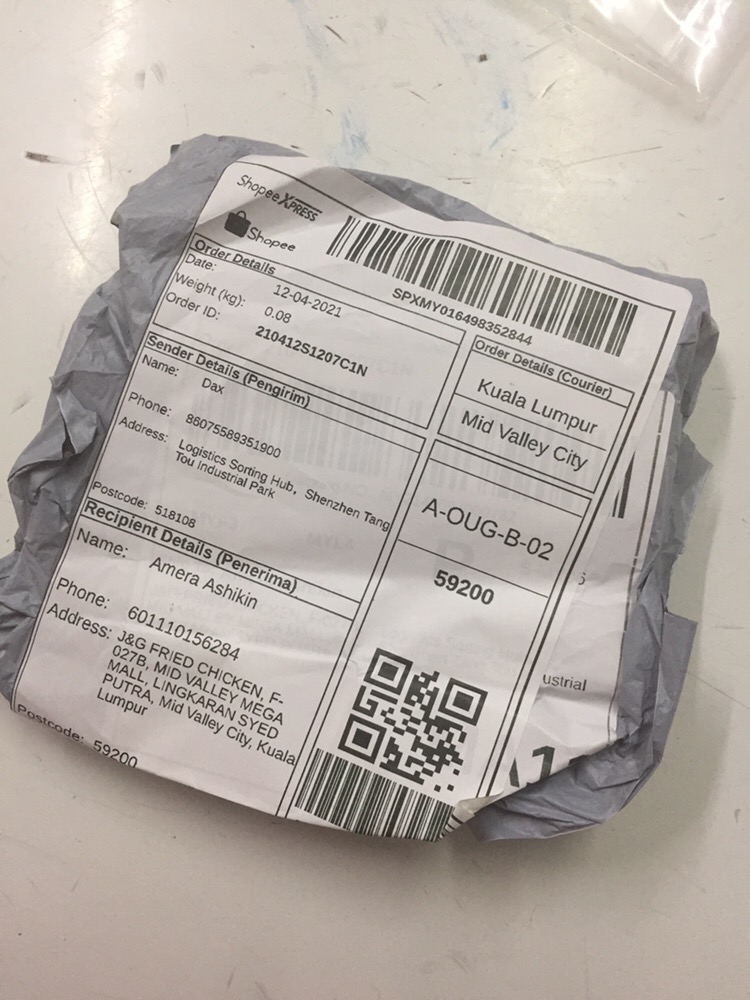 Shopee XPRESS
Shopee
SPXMY016498352844
Order Details
Date: 12-04-2021
Weight (kg): 0.08
Order ID: 210412S1207C1N
Order Details (Courier)
Kuala Lumpur
Mid Valley City
Sender Details (Pengirim)
Name: Dax
Phone: 86075589351900
Address: Logistics Sorting Hub, Shenzhen Tang
Tou Industrial Park
Postcode: 518108
A-OUG-B-02
59200
Recipient Details (Penerima)
Name: Amera Ashikin
Phone: 601110156284
Address: J&G FRIED CHICKEN, F-
027B, MID VALLEY MEGA
MALL, LINGKARAN SYED
PUTRA, Mid Valley City, Kuala
Lumpur
Postcode: 59200
ustrial